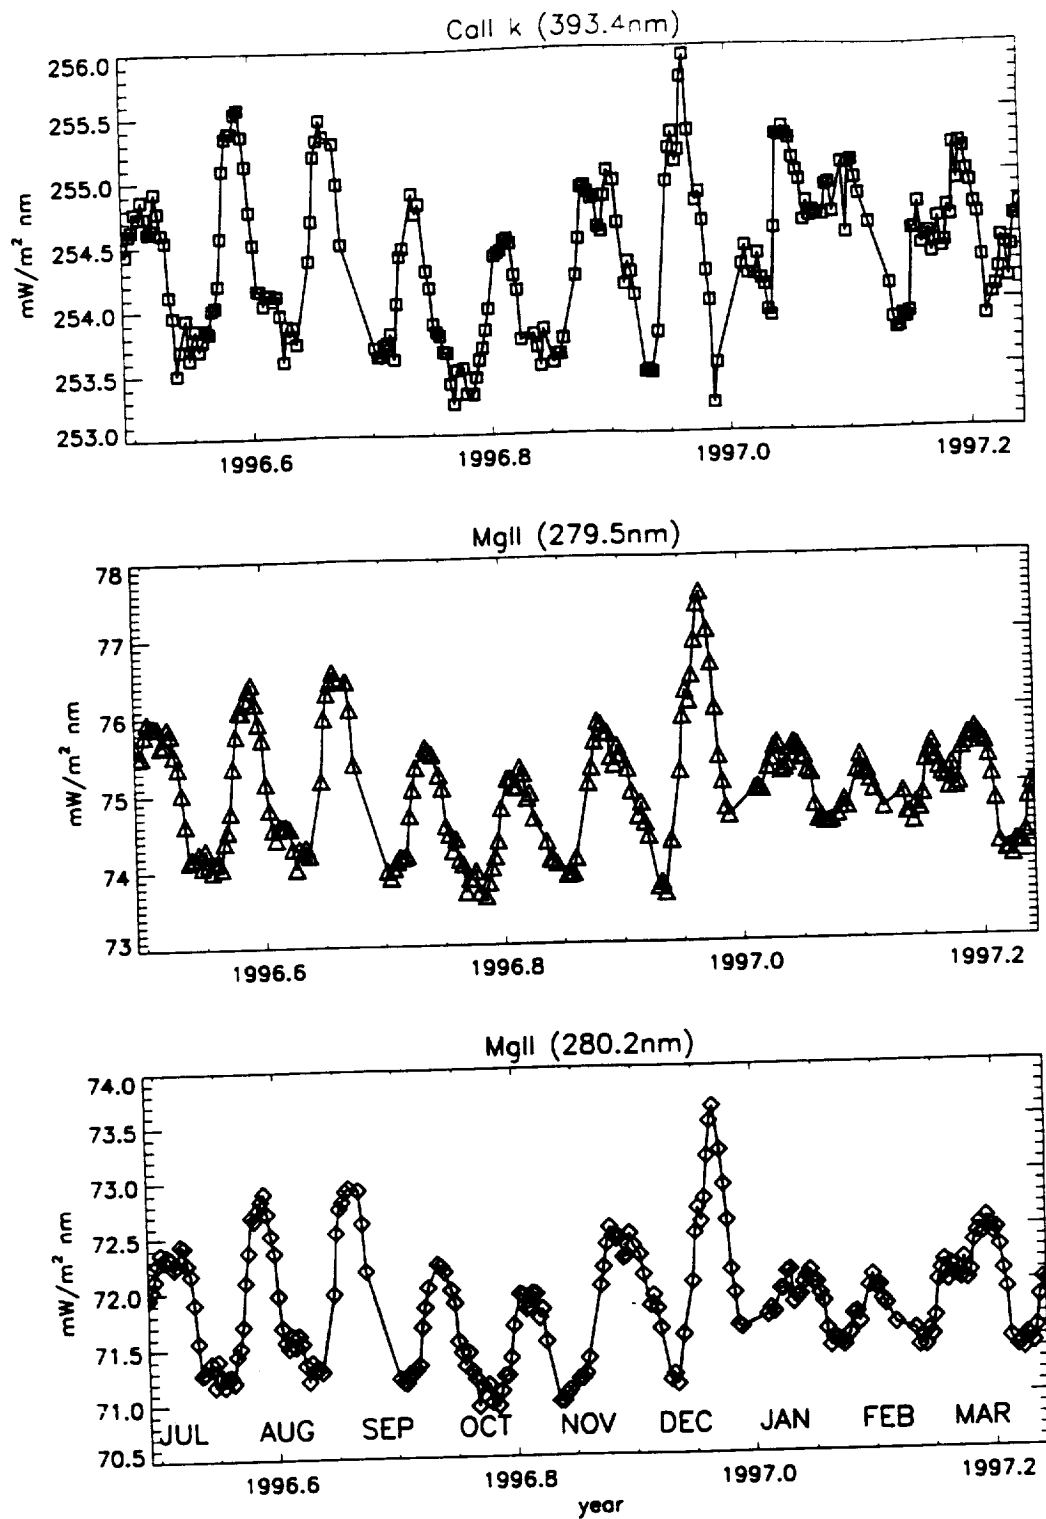 CaII k (393.4nm)
256.0
255.5
255.0
254.5
254.0
253.5
253.0
mW/m² nm
1996.6 1996.8 1997.0 1997.2
MgII (279.5nm)
78
77
76
75
74
73
mW/m² nm
1996.6 1996.8 1997.0 1997.2
MgII (280.2nm)
74.0
73.5
73.0
72.5
72.0
71.5
71.0
70.5
mW/m² nm
JUL AUG SEP OCT NOV DEC JAN FEB MAR
1996.6 1996.8 1997.0 1997.2
year